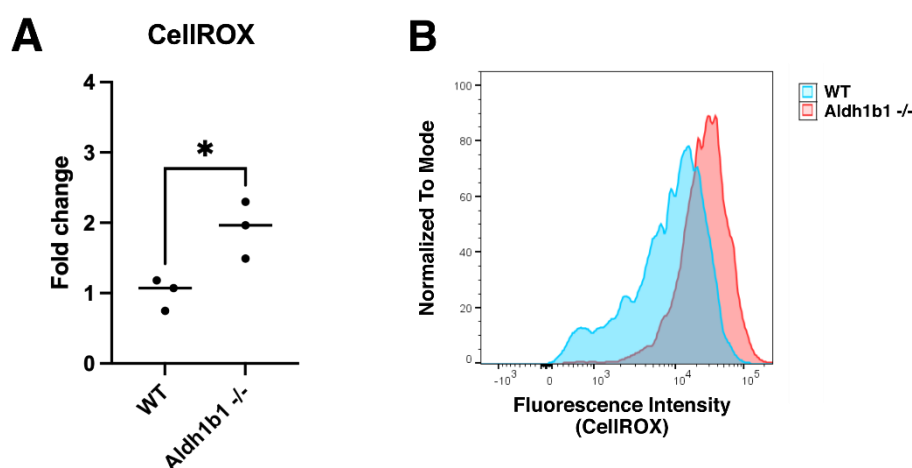 A
CellROX
Fold change
4
3
2
1
0
*
WT
Aldh1b1 -/-
B
Normalized To Mode
100
80
60
40
20
0
-10³
0
10³
10⁴
10⁵
Fluorescence Intensity
(CellROX)
WT
Aldh1b1 -/-